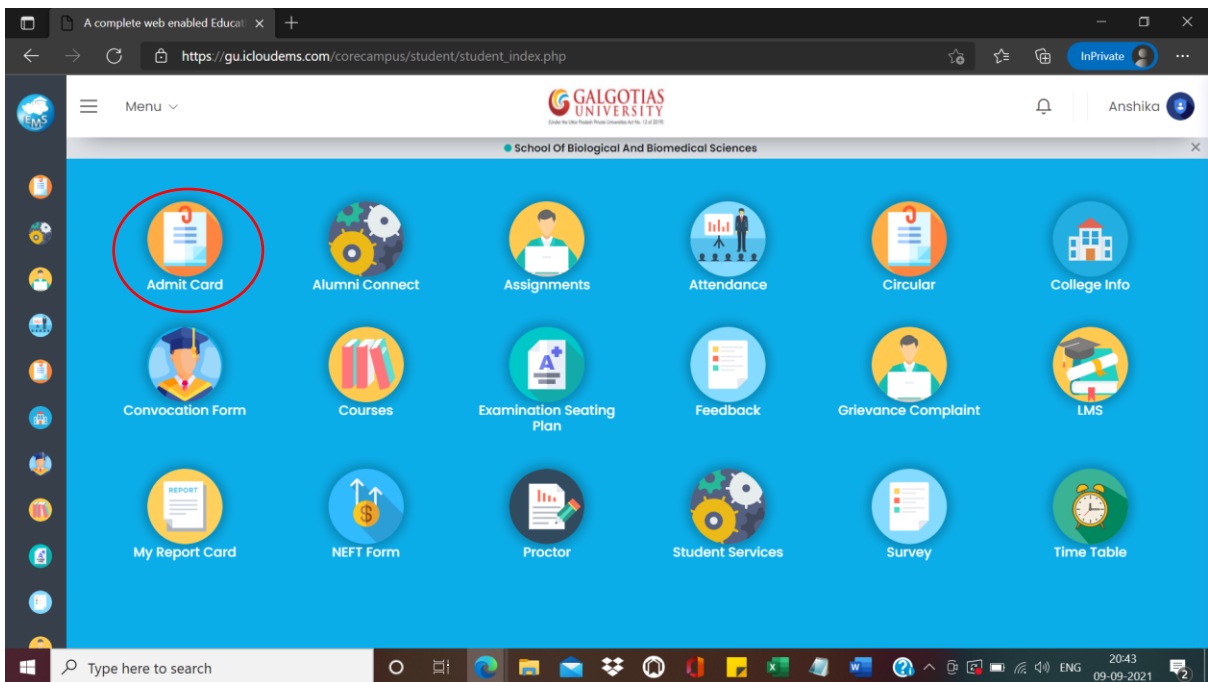 A complete web enabled Educati
https://gu.icloudems.com/corecampus/student/student_index.php
InPrivate
EMS
Menu
GALGOTIAS
UNIVERSITY
Anshika
School Of Biological And Biomedical Sciences
Admit Card
Alumni Connect
Assignments
Attendance
Circular
College Info
A+
Convocation Form
Courses
Examination Seating
Plan
Feedback
Grievance Complaint
LMS
REPORT
$
My Report Card
NEFT Form
Proctor
Student Services
Survey
Time Table
Type here to search
ENG
20:43
09-09-2021
2